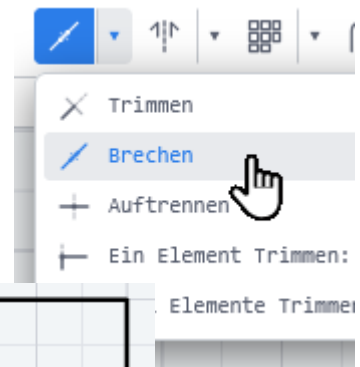 Trimmen
Brechen
Auftrennen
Ein Element Trimmen:
Elemente Trimmen